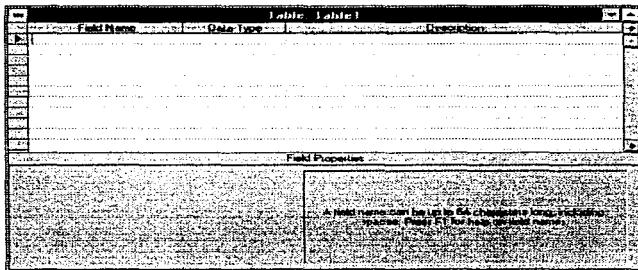 Table: Table1
Field Name Data Type Description
Field Properties
A field name can be up to 64 characters long, including
spaces. Press F1 for help on field names.